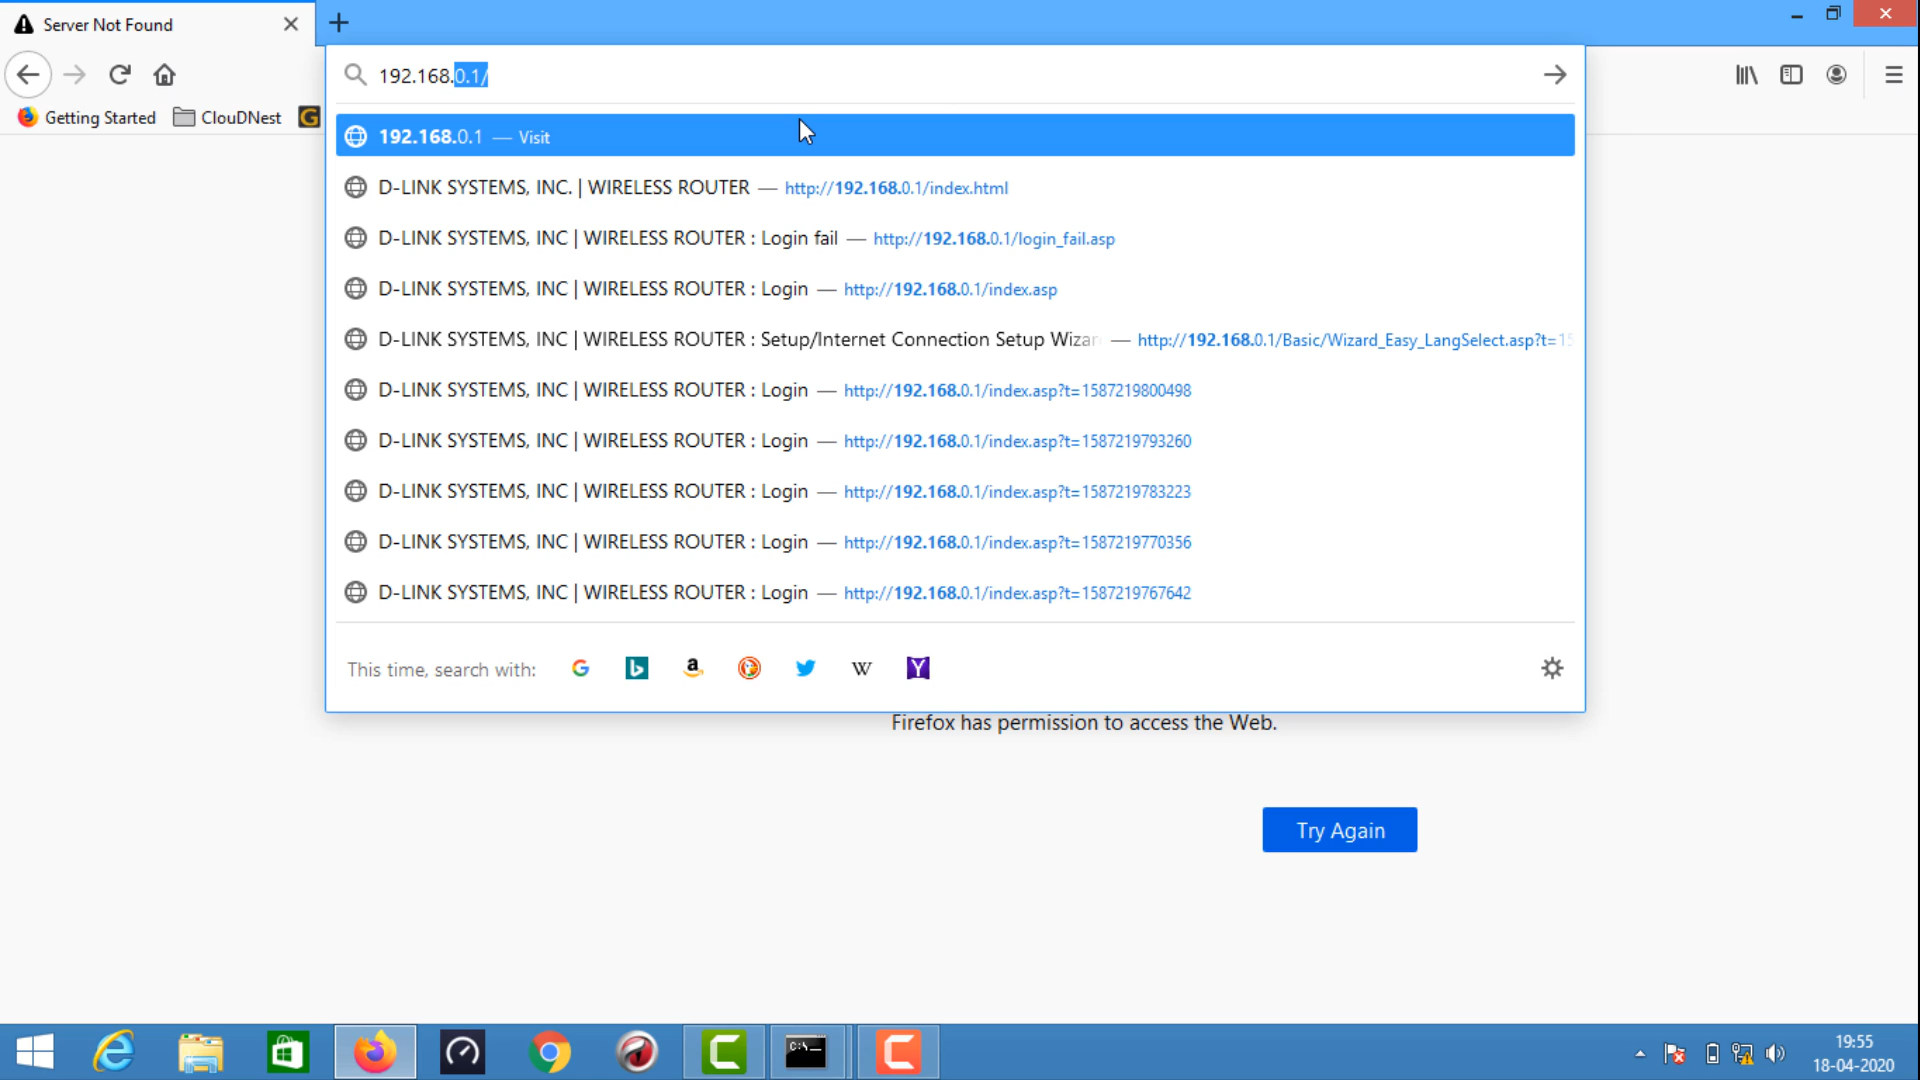 Server Not Found
192.168.0.1/
Getting Started
ClouDNest
192.168.0.1 — Visit
D-LINK SYSTEMS, INC. | WIRELESS ROUTER — http://192.168.0.1/index.html
D-LINK SYSTEMS, INC | WIRELESS ROUTER : Login fail — http://192.168.0.1/login_fail.asp
D-LINK SYSTEMS, INC | WIRELESS ROUTER : Login — http://192.168.0.1/index.asp
D-LINK SYSTEMS, INC | WIRELESS ROUTER : Setup/Internet Connection Setup Wizar — http://192.168.0.1/Basic/Wizard_Easy_LangSelect.asp?t=15
D-LINK SYSTEMS, INC | WIRELESS ROUTER : Login — http://192.168.0.1/index.asp?t=1587219800498
D-LINK SYSTEMS, INC | WIRELESS ROUTER : Login — http://192.168.0.1/index.asp?t=1587219793260
D-LINK SYSTEMS, INC | WIRELESS ROUTER : Login — http://192.168.0.1/index.asp?t=1587219783223
D-LINK SYSTEMS, INC | WIRELESS ROUTER : Login — http://192.168.0.1/index.asp?t=1587219770356
D-LINK SYSTEMS, INC | WIRELESS ROUTER : Login — http://192.168.0.1/index.asp?t=1587219767642
This time, search with:
Firefox has permission to access the Web.
Try Again
19:55
18-04-2020